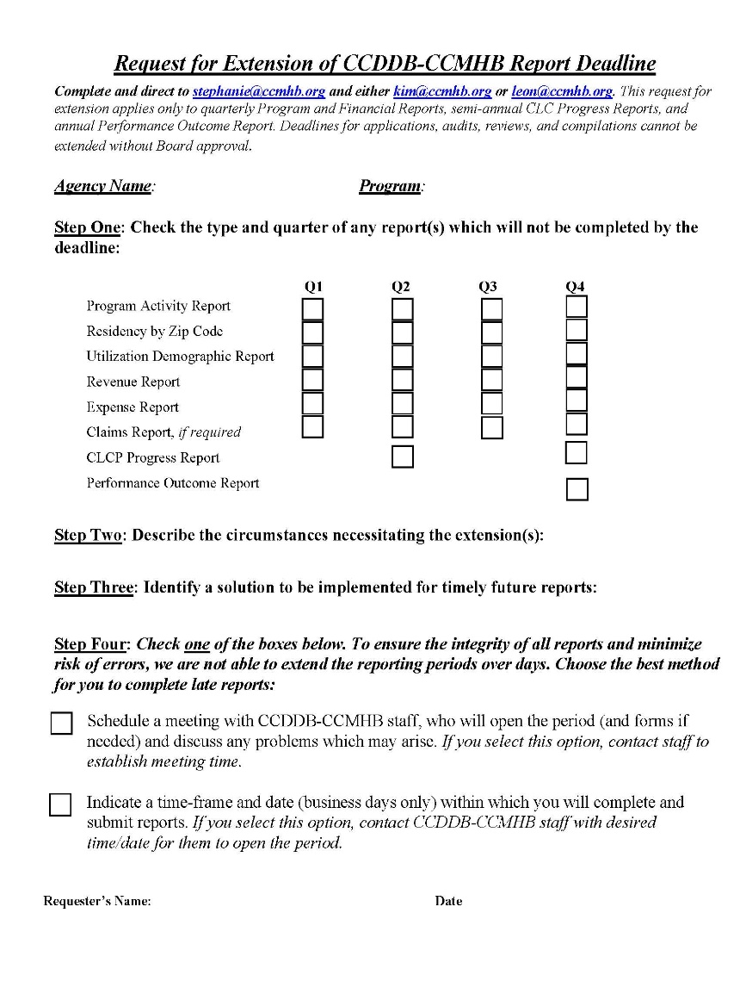 Request for Extension of CCDDB-CCMHB Report Deadline
Complete and direct to stephanie@ccmhb.org and either kim@ccmhb.org or leon@ccmhb.org. This request for
extension applies only to quarterly Program and Financial Reports, semi-annual CLC Progress Reports, and
annual Performance Outcome Report. Deadlines for applications, audits, reviews, and compilations cannot be
extended without Board approval.
Agency Name: Program:
Step One: Check the type and quarter of any report(s) which will not be completed by the
deadline:
Q1 Q2 Q3 Q4
Program Activity Report
Residency by Zip Code
Utilization Demographic Report
Revenue Report
Expense Report
Claims Report, if required
CLCP Progress Report
Performance Outcome Report
Step Two: Describe the circumstances necessitating the extension(s):
Step Three: Identify a solution to be implemented for timely future reports:
Step Four: Check one of the boxes below. To ensure the integrity of all reports and minimize
risk of errors, we are not able to extend the reporting periods over days. Choose the best method
for you to complete late reports:
Schedule a meeting with CCDDB-CCMHB staff, who will open the period (and forms if
needed) and discuss any problems which may arise. If you select this option, contact staff to
establish meeting time.
Indicate a time-frame and date (business days only) within which you will complete and
submit reports. If you select this option, contact CCDDB-CCMHB staff with desired
time/date for them to open the period.
Requester's Name: Date